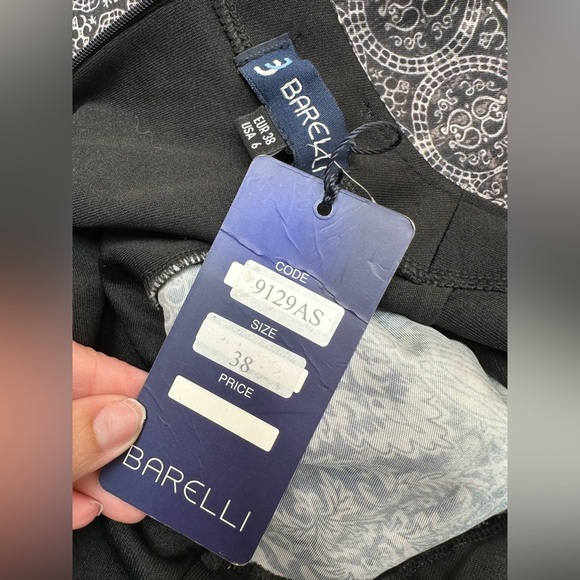 BARELLI
EUR 38
USA 6
CODE
9129AS
SIZE
38
PRICE
BARELLI